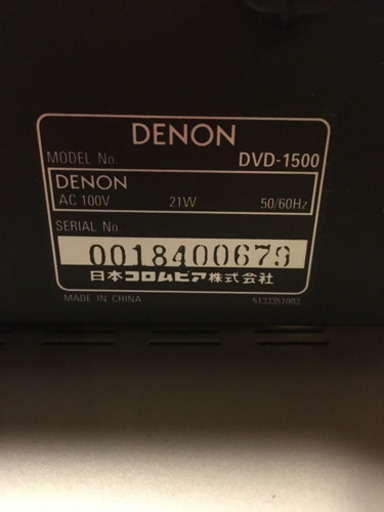 DENON
MODEL No. DVD-1500
DENON
AC 100V 21W 50/60Hz
SERIAL No.
0018400679
日本コロムビア株式会社
MADE IN CHINA 5133351003